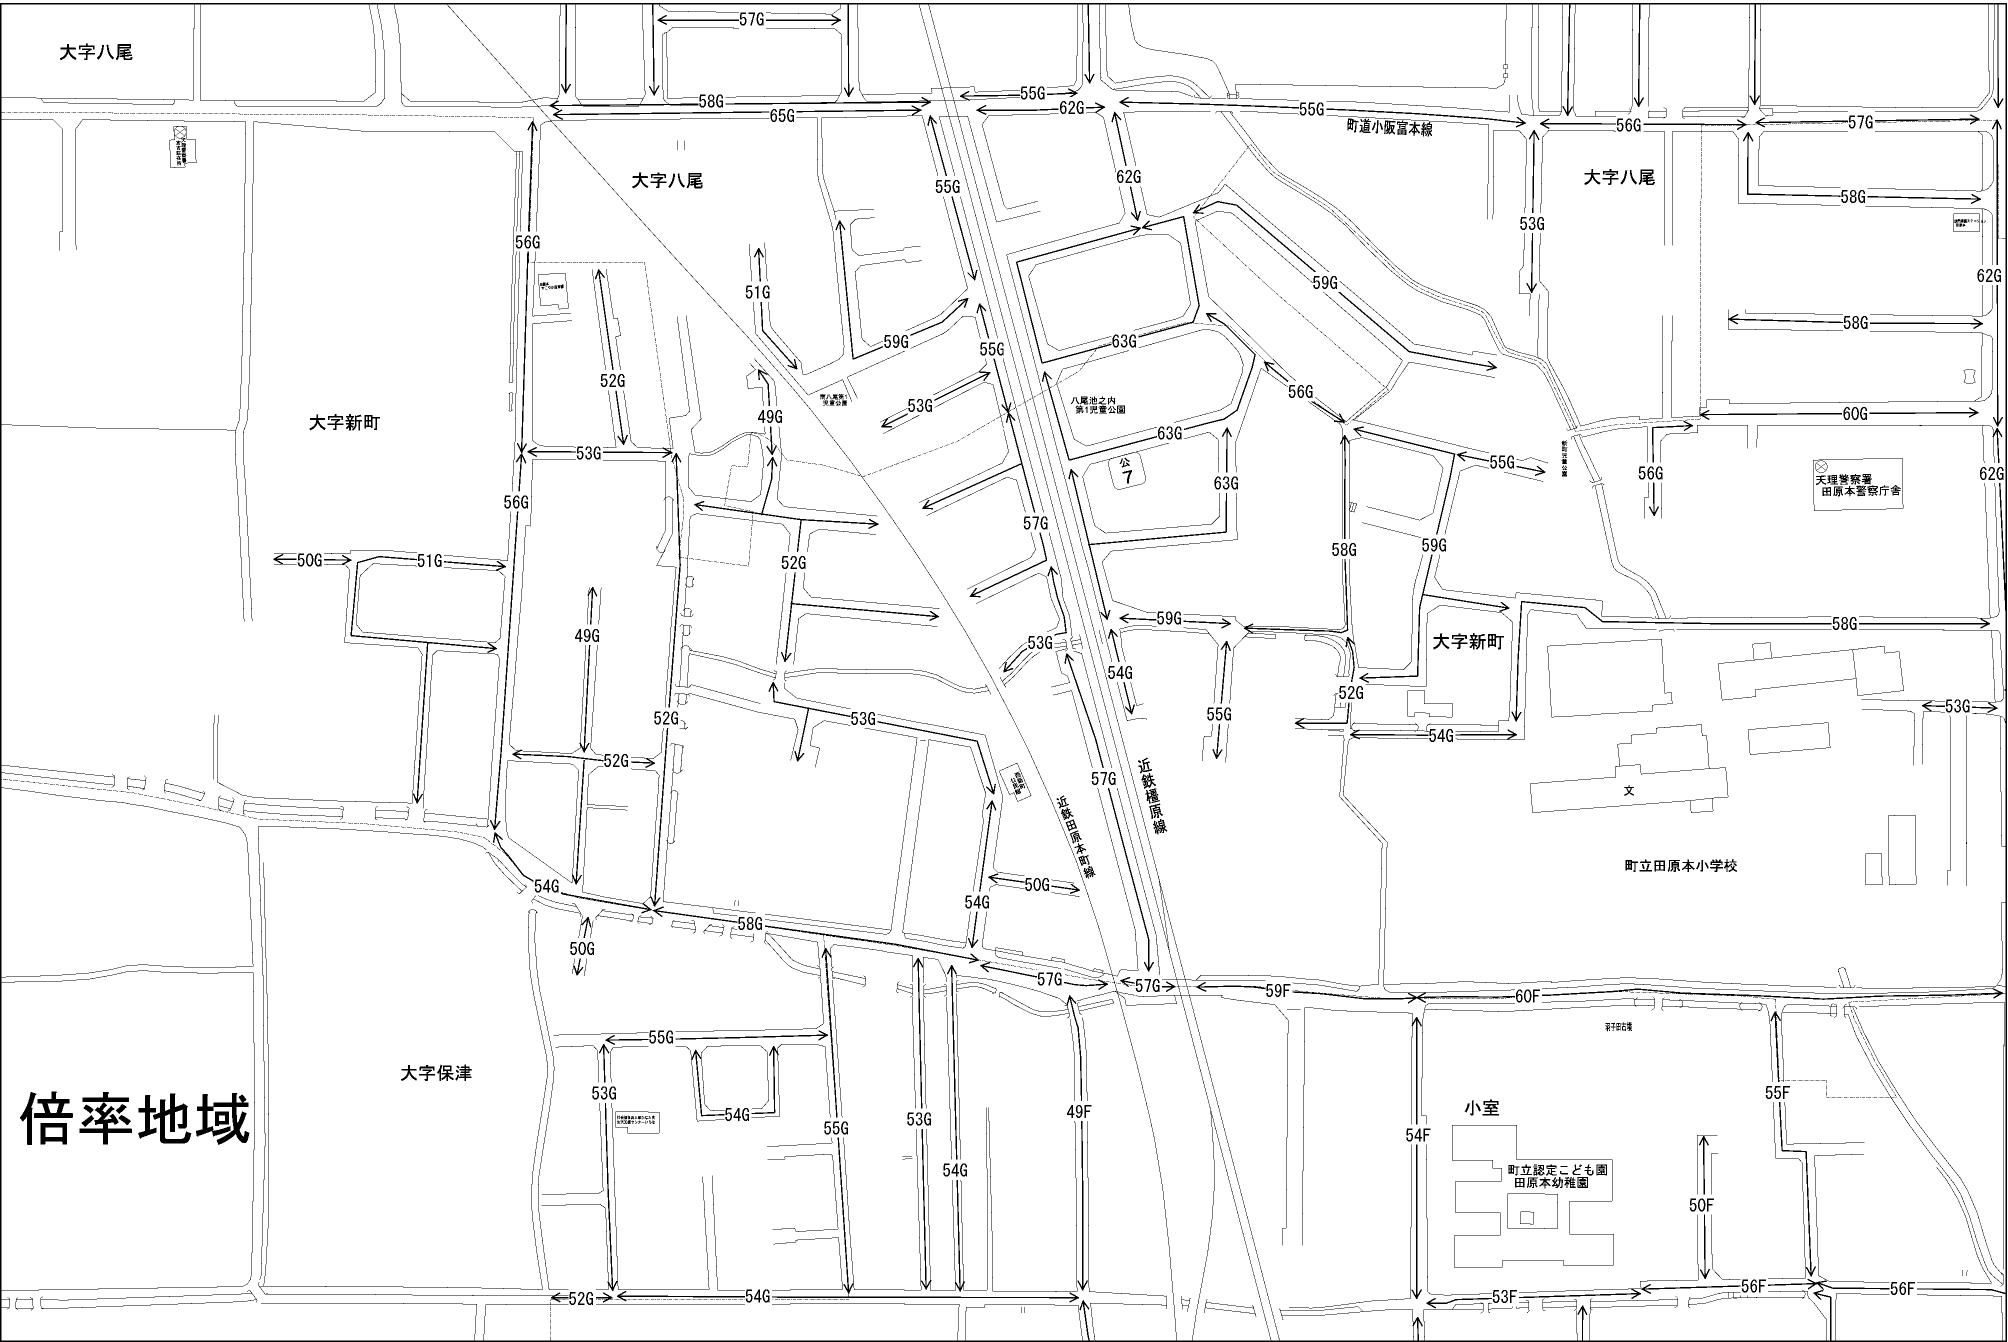 57G
大字八尾
58G
55G
65G
62G
55G
町道小阪富本線
56G
57G
大字八尾
55G
62G
大字八尾
58G
53G
56G
51G
59G
62G
59G
55G
63G
58G
52G
49G
53G
56G
八尾池之内
第1児童公園
60G
大字新町
63G
53G
公
7
63G
55G
新町児童公園
56G
天理警察署
田原本警察庁舎
62G
56G
57G
50G
51G
52G
58G
59G
49G
53G
59G
大字新町
58G
54G
52G
53G
55G
52G
54G
53G
52G
57G
近鉄橿原線
文
近鉄田原本町線
町立田原本小学校
54G
50G
54G
58G
50G
57G
57G
59F
60F
55G
大字保津
53G
54G
55G
53G
49F
54F
小室
55F
倍率地域
54G
町立認定こども園
田原本幼稚園
50F
52G
54G
53F
56F
56F